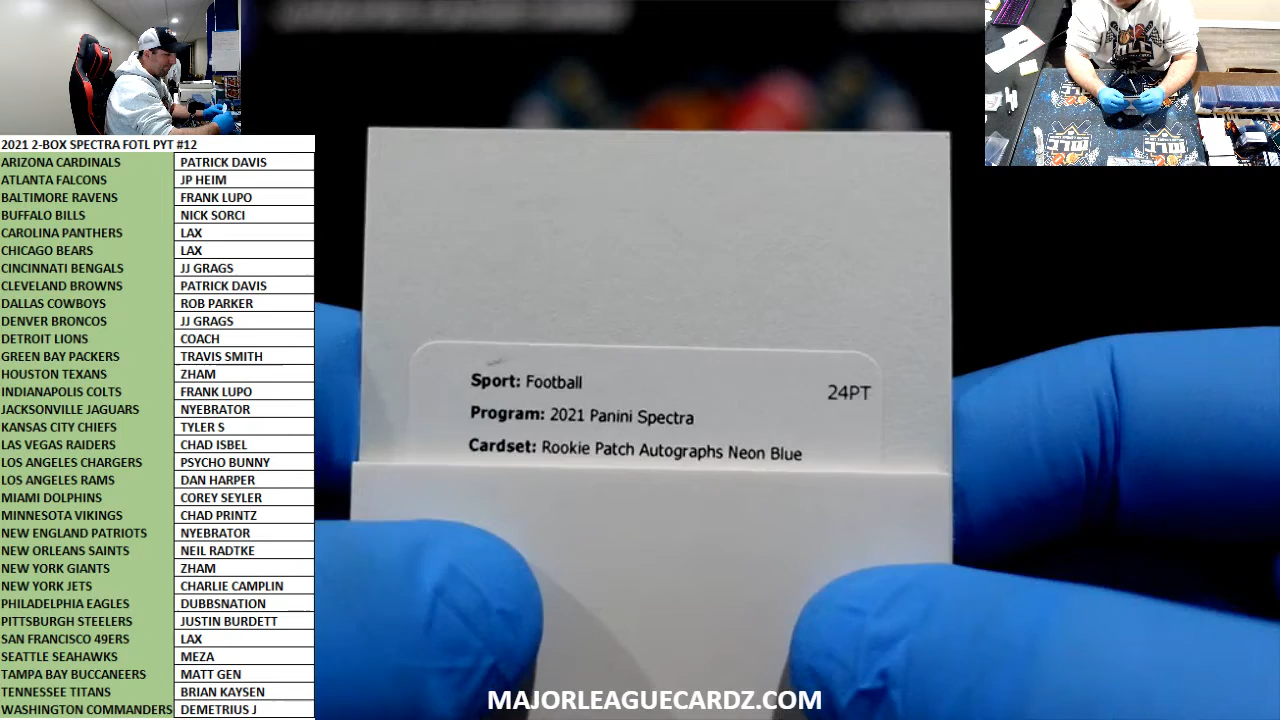 2021 2-BOX SPECTRA FOTL PYT #12
ARIZONA CARDINALS PATRICK DAVIS
ATLANTA FALCONS JP HEIM
BALTIMORE RAVENS FRANK LUPO
BUFFALO BILLS NICK SORCI
CAROLINA PANTHERS LAX
CHICAGO BEARS LAX
CINCINNATI BENGALS JJ GRAGS
CLEVELAND BROWNS PATRICK DAVIS
DALLAS COWBOYS ROB PARKER
DENVER BRONCOS JJ GRAGS
DETROIT LIONS COACH
GREEN BAY PACKERS TRAVIS SMITH
HOUSTON TEXANS ZHAM
INDIANAPOLIS COLTS FRANK LUPO
JACKSONVILLE JAGUARS NYEBRATOR
KANSAS CITY CHIEFS TYLER S
LAS VEGAS RAIDERS CHAD ISBEL
LOS ANGELES CHARGERS PSYCHO BUNNY
LOS ANGELES RAMS DAN HARPER
MIAMI DOLPHINS COREY SEYLER
MINNESOTA VIKINGS CHAD PRINTZ
NEW ENGLAND PATRIOTS NYEBRATOR
NEW ORLEANS SAINTS NEIL RADTKE
NEW YORK GIANTS ZHAM
NEW YORK JETS CHARLIE CAMPLIN
PHILADELPHIA EAGLES DUBBSNATION
PITTSBURGH STEELERS JUSTIN BURDETT
SAN FRANCISCO 49ERS LAX
SEATTLE SEAHAWKS MEZA
TAMPA BAY BUCCANEERS MATT GEN
TENNESSEE TITANS BRIAN KAYSEN
WASHINGTON COMMANDERS DEMETRIUS J
Sport: Football 24PT
Program: 2021 Panini Spectra
Cardset: Rookie Patch Autographs Neon Blue
MAJORLEAGUECARDZ.COM
MLC
MLC
MLC